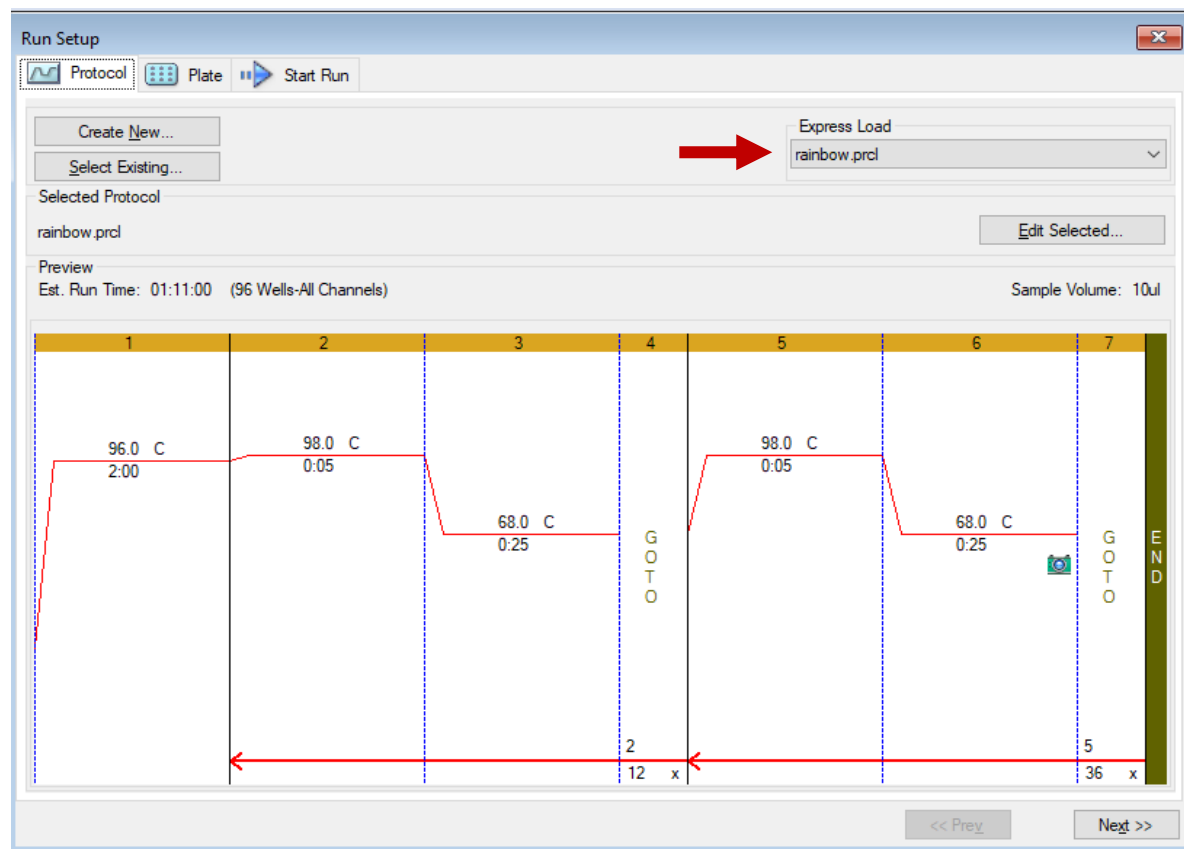 Run Setup
Protocol Plate Start Run
Create New...
Express Load
rainbow.prcl
Select Existing...
Selected Protocol
rainbow.prcl
Edit Selected...
Preview
Est. Run Time: 01:11:00 (96 Wells-All Channels) Sample Volume: 10ul
1 2 3 4 5 6 7
96.0 C
2:00
98.0 C
0:05
68.0 C
0:25
GOTO
2
12 x
98.0 C
0:05
68.0 C
0:25
GOTO
5
36 x
END
<< Prev Next >>